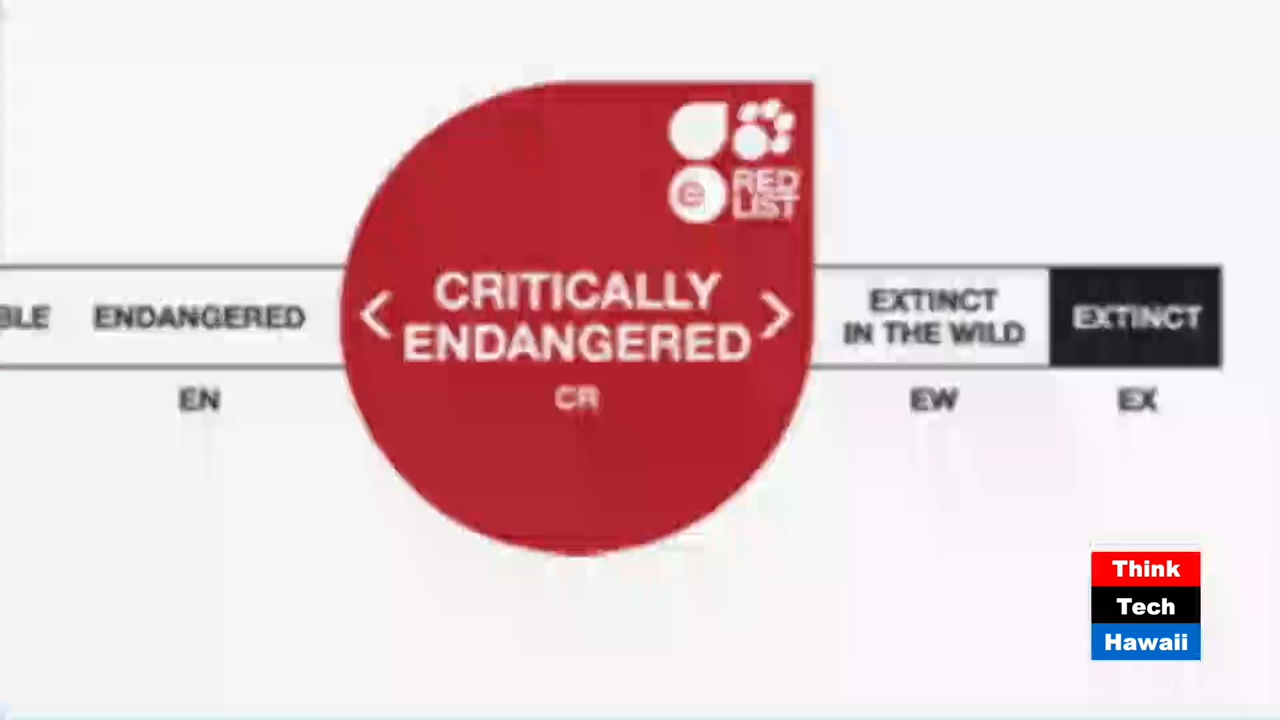 RED
LIST
BLE
ENDANGERED
< CRITICALLY
ENDANGERED >
EXTINCT
IN THE WILD
EXTINCT
EN
CR
EW
EX
Think
Tech
Hawaii